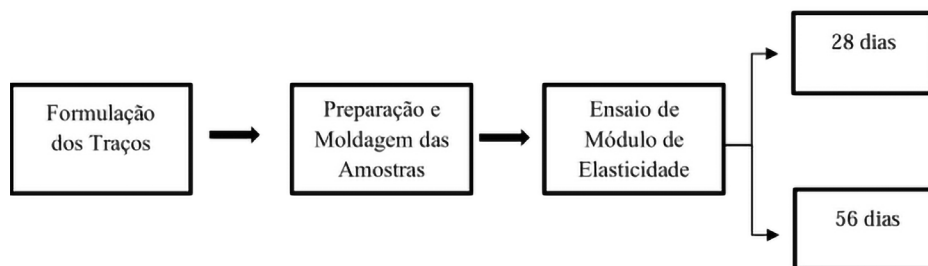 Formulação
dos Traços
Preparação e
Moldagem das
Amostras
Ensaio de
Módulo de
Elasticidade
28 dias
56 dias